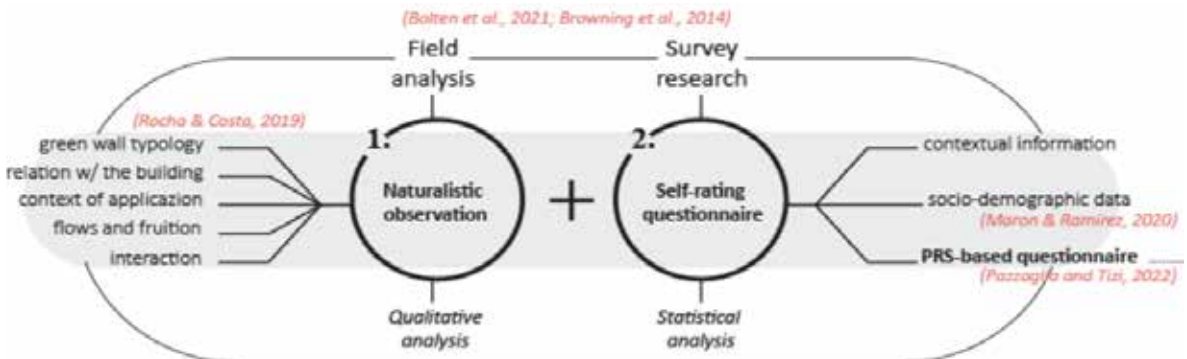 (Bolten et al., 2021; Browning et al., 2014)
Field
analysis
Survey
research
(Rocha & Costa, 2019)
green wall typology
relation w/ the building
context of applicazion
flows and fruition
interaction
1.
Naturalistic
observation
+
2.
Self-rating
questionnaire
contextual information
socio-demographic data
(Maron & Ramirez, 2020)
PRS-based questionnaire
(Pazzaglia and Tizi, 2022)
Qualitative
analysis
Statistical
analysis